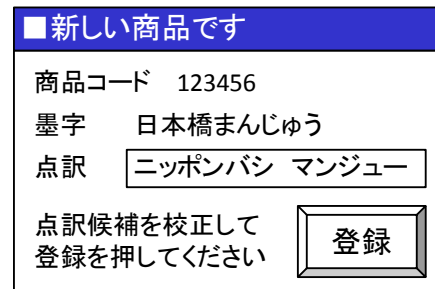 ■新しい商品です
商品コード 123456
墨字 日本橋まんじゅう
点訳 ニッポンバシ マンジュー
点訳候補を校正して
登録を押してください
登録